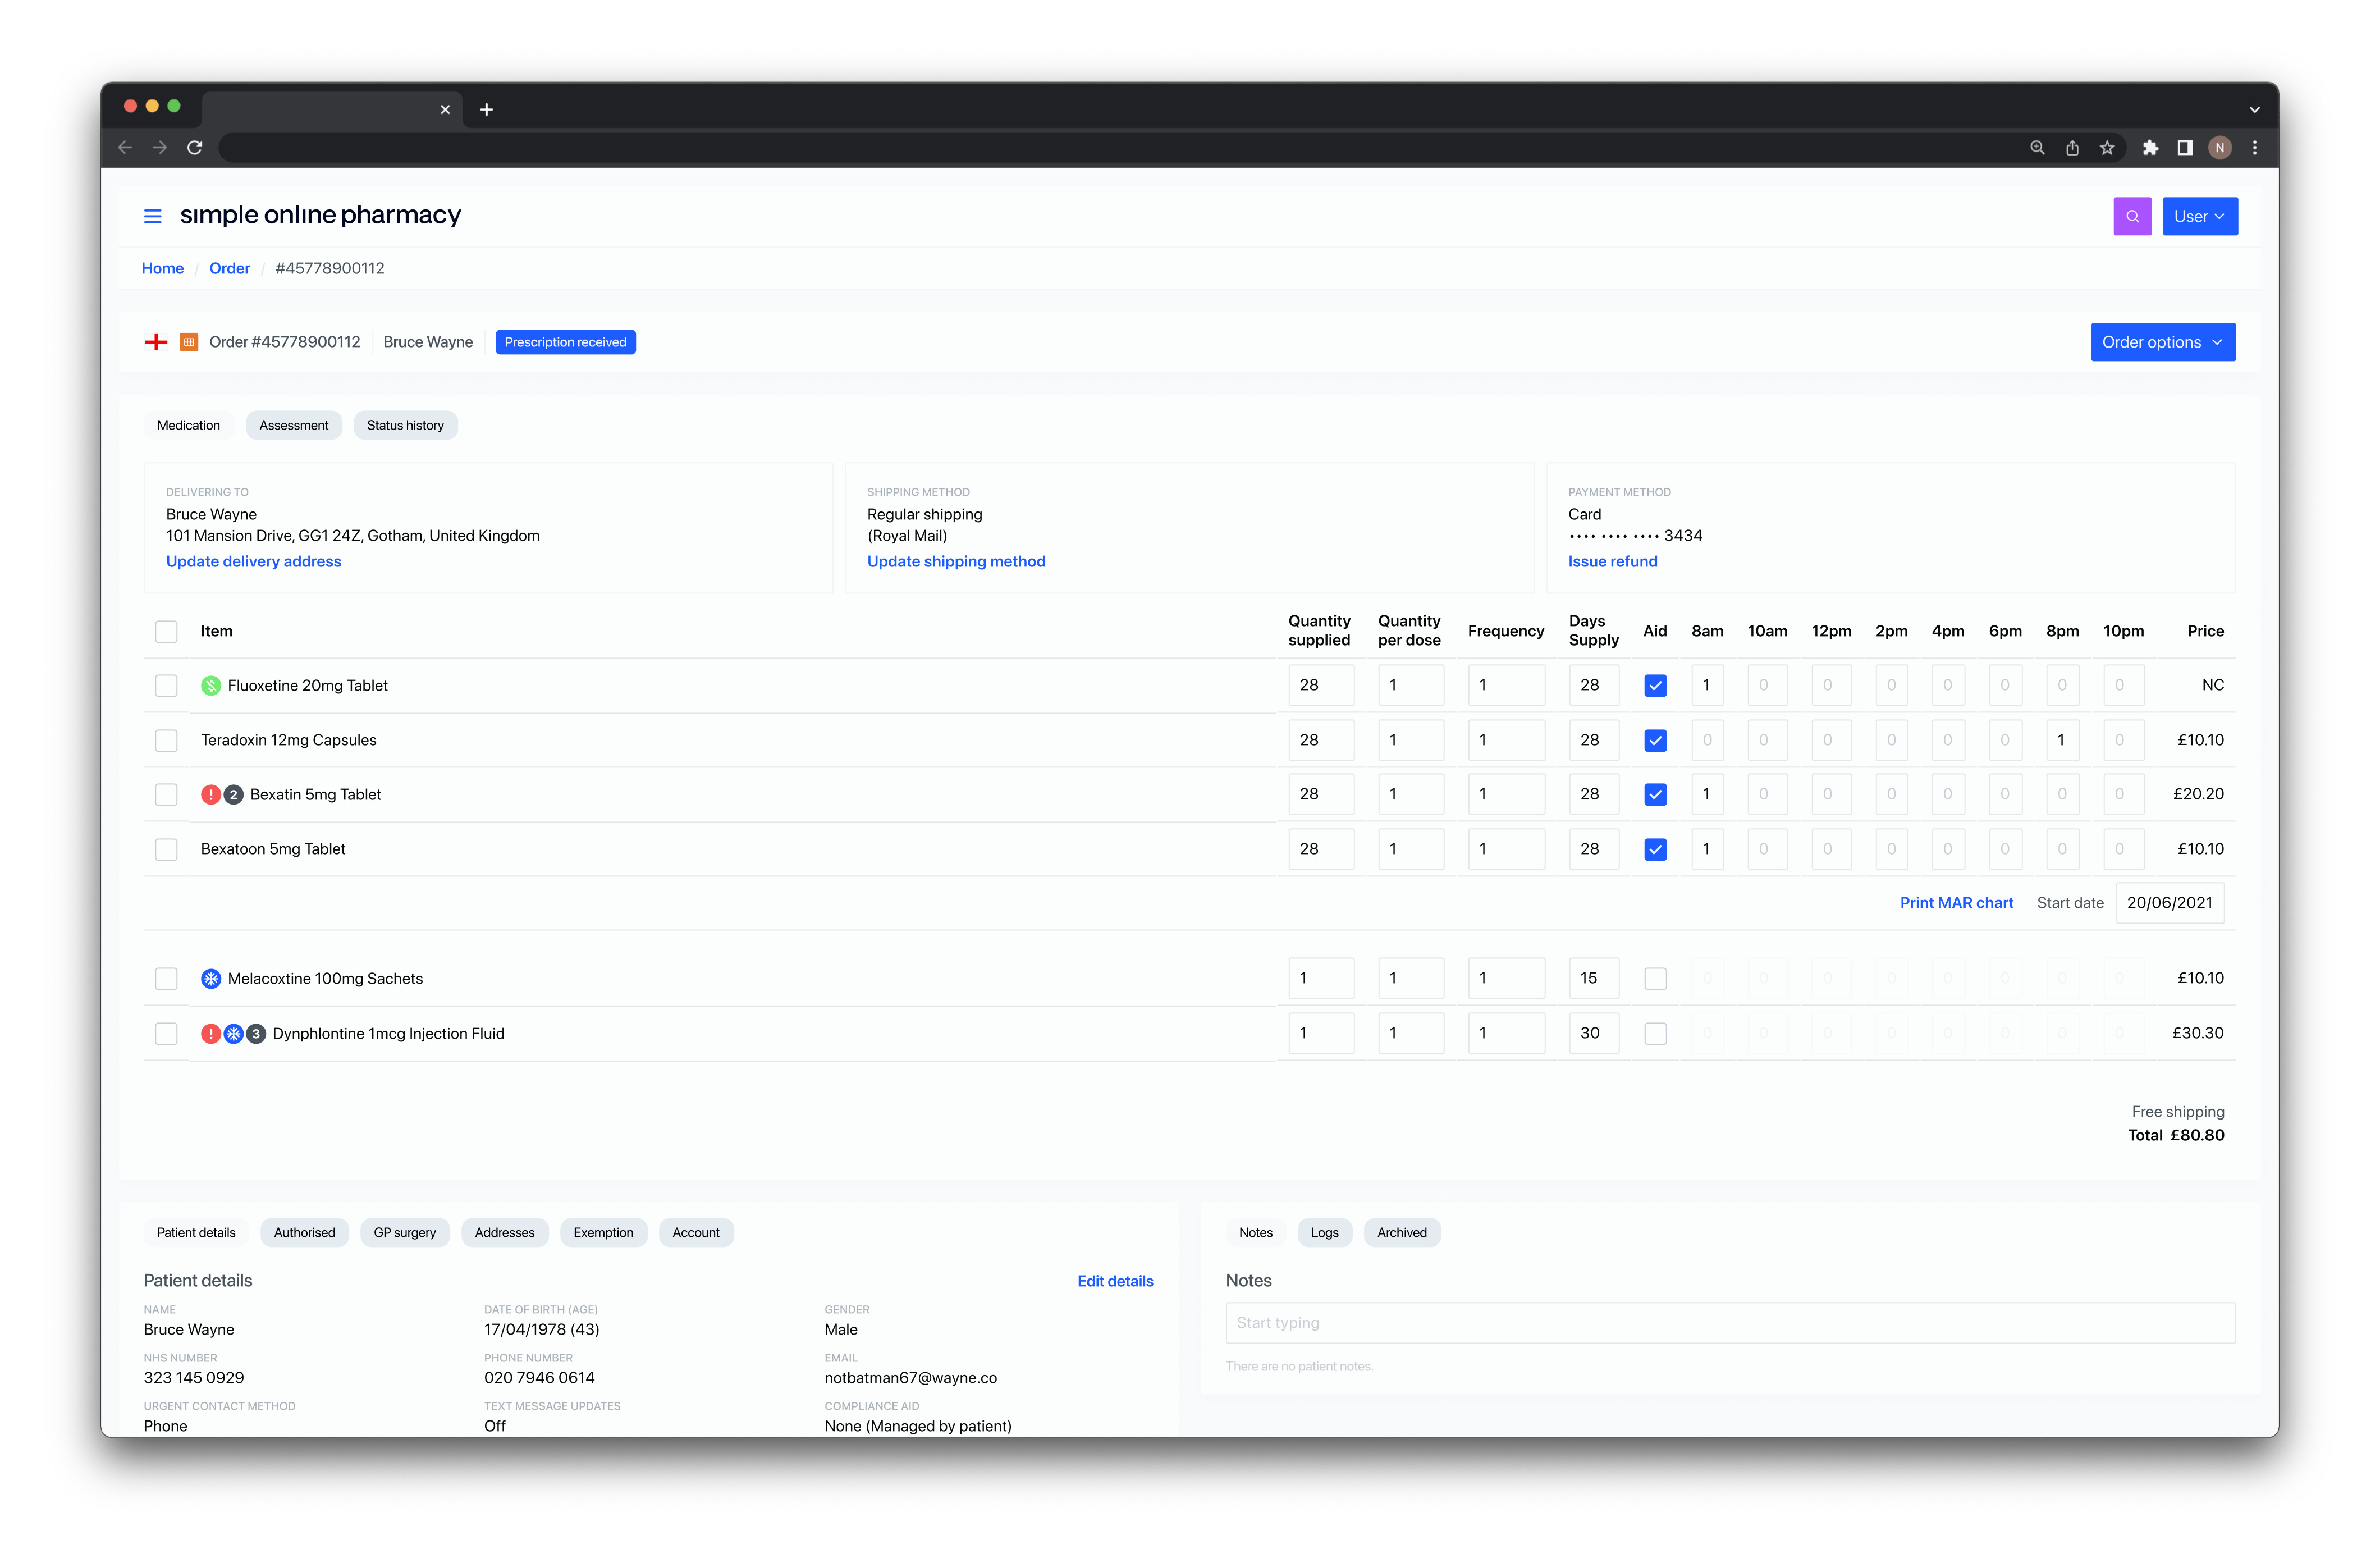 N
simple online pharmacy
User
Home / Order / #45778900112
Order #45778900112 Bruce Wayne Prescription received
Order options
Medication Assessment Status history
DELIVERING TO
Bruce Wayne
101 Mansion Drive, GG1 24Z, Gotham, United Kingdom
Update delivery address
SHIPPING METHOD
Regular shipping
(Royal Mail)
Update shipping method
PAYMENT METHOD
Card
•••• •••• •••• 3434
Issue refund
Item Quantity supplied Quantity per dose Frequency Days Supply Aid 8am 10am 12pm 2pm 4pm 6pm 8pm 10pm Price
Fluoxetine 20mg Tablet 28 1 1 28 1 0 0 0 0 0 0 0 NC
Teradoxin 12mg Capsules 28 1 1 28 0 0 0 0 0 0 1 0 £10.10
! 2 Bexatin 5mg Tablet 28 1 1 28 1 0 0 0 0 0 0 0 £20.20
Bexatoon 5mg Tablet 28 1 1 28 1 0 0 0 0 0 0 0 £10.10
Print MAR chart Start date 20/06/2021
Melacoxtine 100mg Sachets 1 1 1 15 0 0 0 0 0 0 0 0 £10.10
! 3 Dynphlontine 1mcg Injection Fluid 1 1 1 30 0 0 0 0 0 0 0 0 £30.30
Free shipping
Total £80.80
Patient details Authorised GP surgery Addresses Exemption Account
Patient details
Edit details
NAME DATE OF BIRTH (AGE) GENDER
Bruce Wayne 17/04/1978 (43) Male
NHS NUMBER PHONE NUMBER EMAIL
323 145 0929 020 7946 0614 notbatman67@wayne.co
URGENT CONTACT METHOD TEXT MESSAGE UPDATES COMPLIANCE AID
Phone Off None (Managed by patient)
Notes Logs Archived
Notes
Start typing
There are no patient notes.